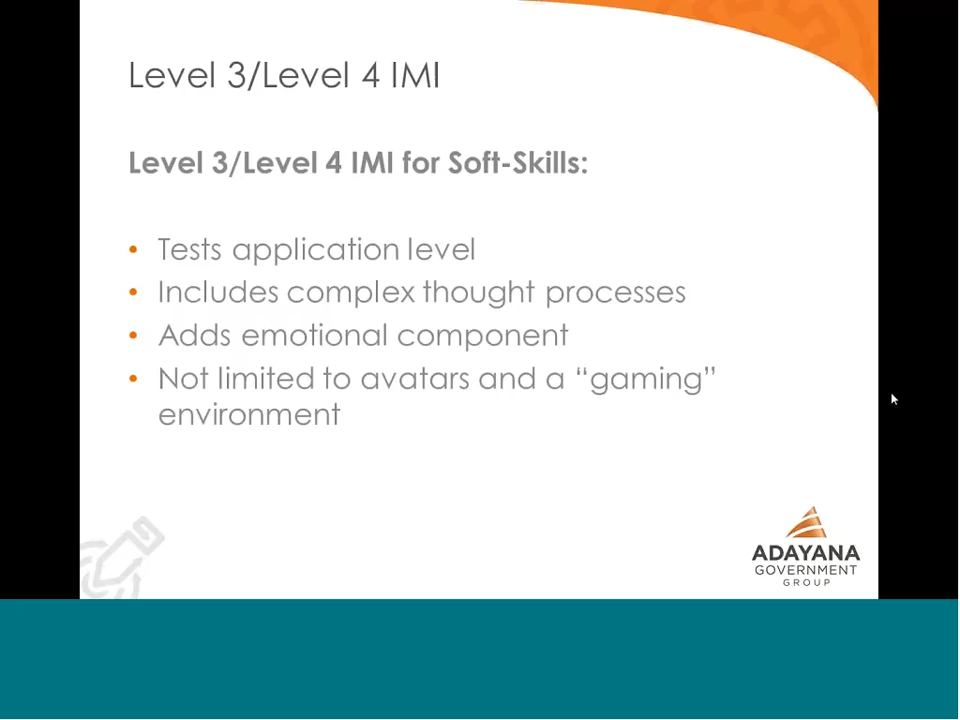 Level 3/Level 4 IMI
Level 3/Level 4 IMI for Soft-Skills:
• Tests application level
• Includes complex thought processes
• Adds emotional component
• Not limited to avatars and a “gaming”
environment
ADAYANA
GOVERNMENT
GROUP